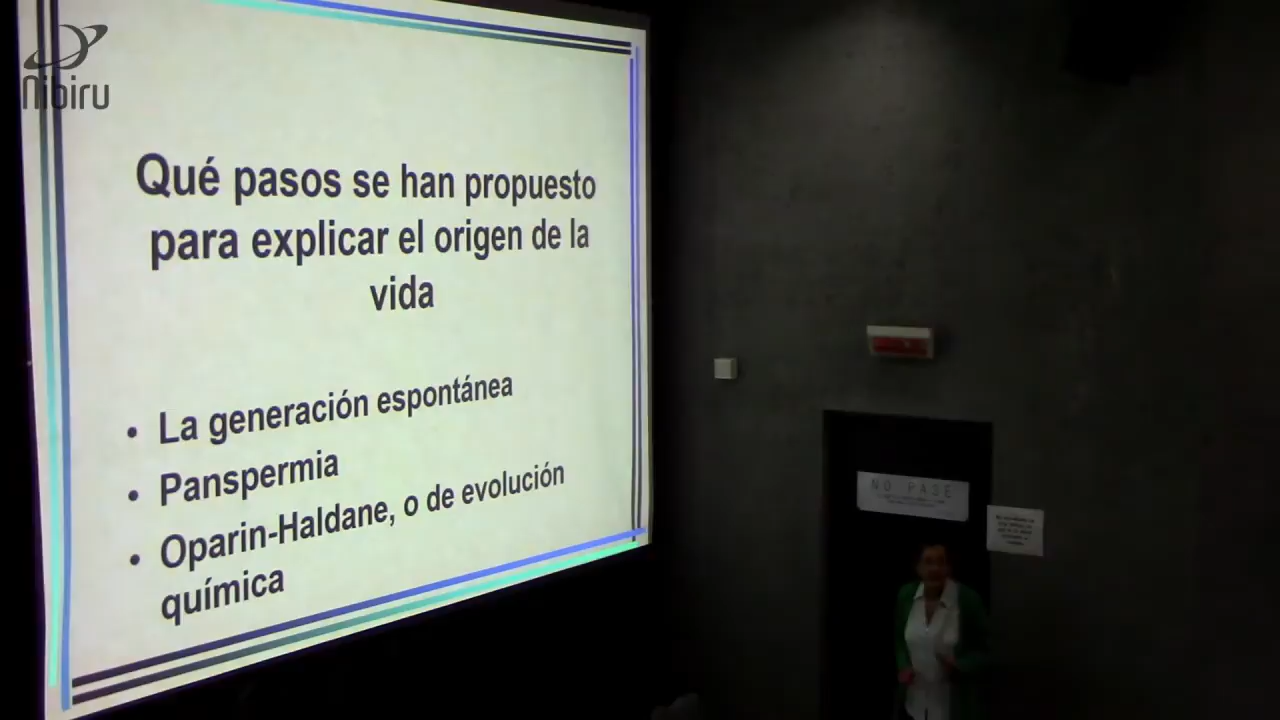 Nibiru
Qué pasos se han propuesto
para explicar el origen de la
vida
• La generación espontánea
• Panspermia
• Oparin-Haldane, o de evolución
química
NO PASE